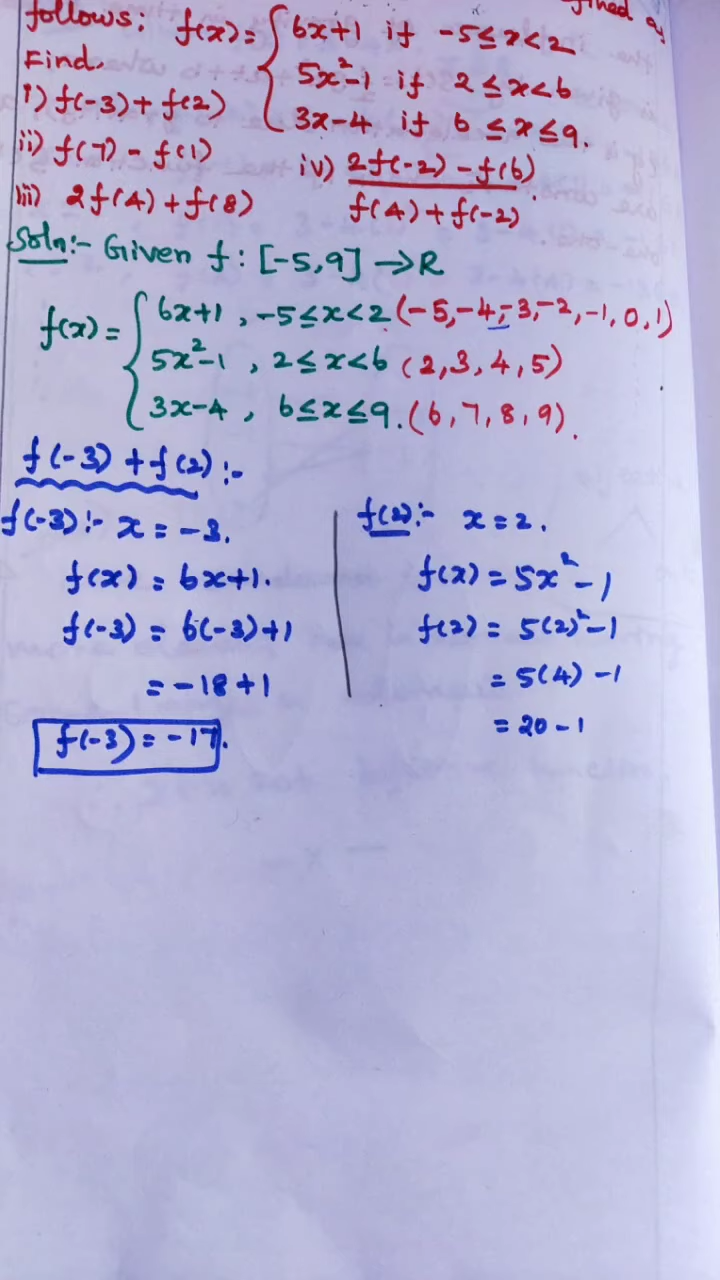 follows: f(x) = { 6x+1 if -5≤x<2
5x²-1 if 2≤x<6
3x-4 if 6≤x≤9.
Find
i) f(-3) + f(2)
ii) f(7) - f(1)
iii) 2f(4) + f(8)
iv) 2f(-2) - f(6)
f(4) + f(-2).
Soln:- Given f: [-5,9] → R
f(x) = { 6x+1, -5≤x<2 (-5,-4,-3,-2,-1,0,1)
5x²-1, 2≤x<6 (2,3,4,5)
3x-4, 6≤x≤9. (6,7,8,9).
f(-3) + f(2):-
f(-3):- x = -3.
f(x) = 6x+1.
f(-3) = 6(-3)+1
= -18+1
f(-3) = -17.
f(2):- x = 2.
f(x) = 5x²-1
f(2) = 5(2)²-1
= 5(4) -1
= 20-1